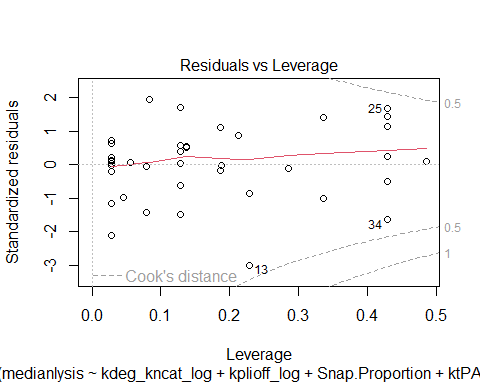 Residuals vs Leverage
Standardized residuals
2
1
0
-1
-2
-3
25
34
13
0.5
0.5
1
Cook's distance
0.0 0.1 0.2 0.3 0.4 0.5
Leverage
(medianlysis ~ kdeg_kncat_log + kplioff_log + Snap.Proportion + ktPA